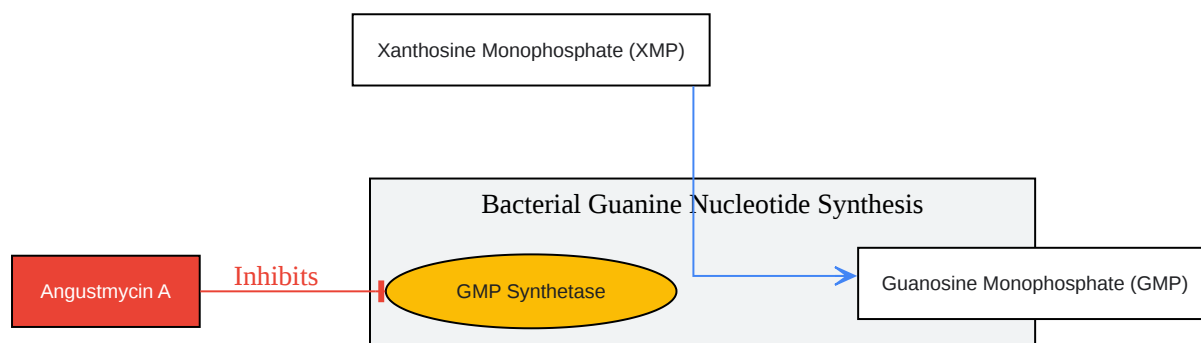 Xanthosine Monophosphate (XMP)
Bacterial Guanine Nucleotide Synthesis
Angustmycin A
Inhibits
GMP Synthetase
Guanosine Monophosphate (GMP)